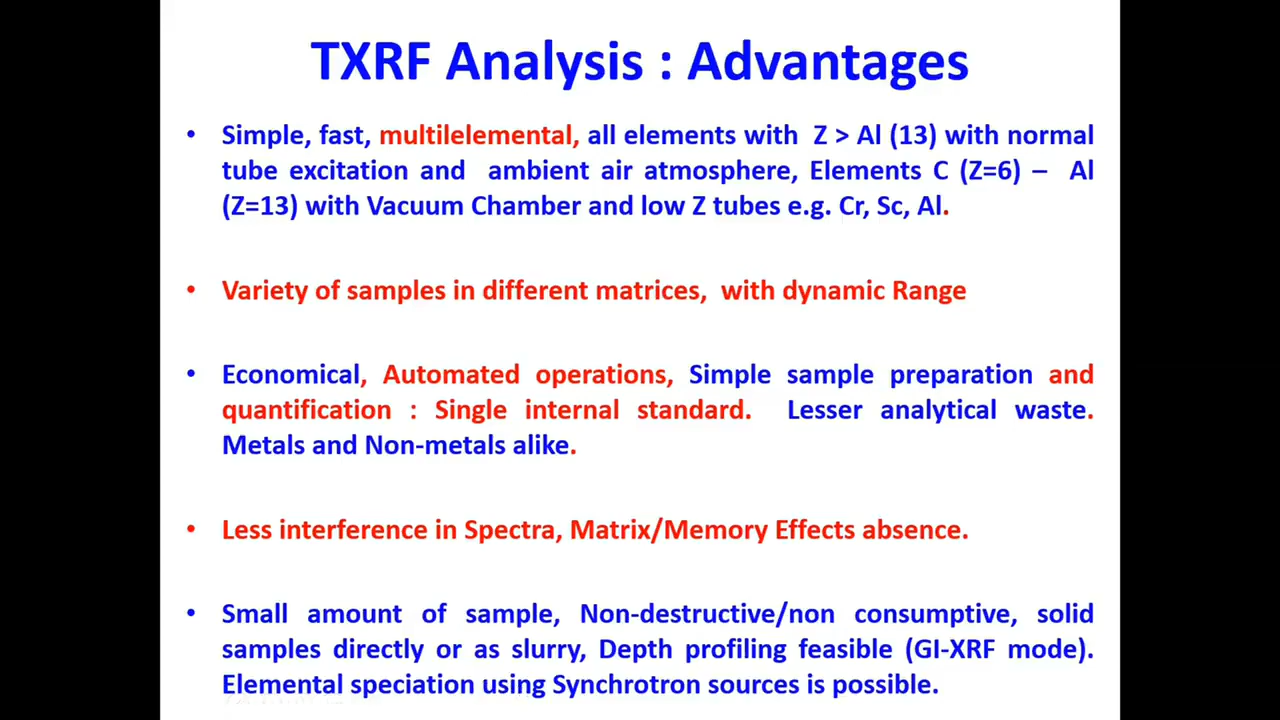 TXRF Analysis : Advantages
• Simple, fast, multilelemental, all elements with Z > Al (13) with normal
tube excitation and ambient air atmosphere, Elements C (Z=6) – Al
(Z=13) with Vacuum Chamber and low Z tubes e.g. Cr, Sc, Al.
• Variety of samples in different matrices, with dynamic Range
• Economical, Automated operations, Simple sample preparation and
quantification : Single internal standard. Lesser analytical waste.
Metals and Non-metals alike.
• Less interference in Spectra, Matrix/Memory Effects absence.
• Small amount of sample, Non-destructive/non consumptive, solid
samples directly or as slurry, Depth profiling feasible (GI-XRF mode).
Elemental speciation using Synchrotron sources is possible.